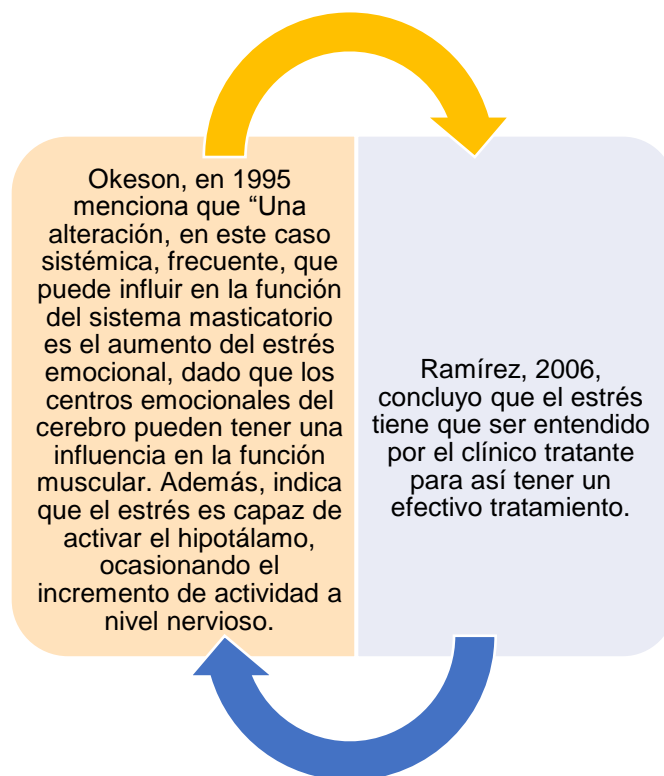 Okeson, en 1995
menciona que “Una
alteración, en este caso
sistémica, frecuente, que
puede influir en la función
del sistema masticatorio
es el aumento del estrés
emocional, dado que los
centros emocionales del
cerebro pueden tener una
influencia en la función
muscular. Además, indica
que el estrés es capaz de
activar el hipotálamo,
ocasionando el
incremento de actividad a
nivel nervioso.
Ramírez, 2006,
concluyo que el estrés
tiene que ser entendido
por el clínico tratante
para así tener un
efectivo tratamiento.